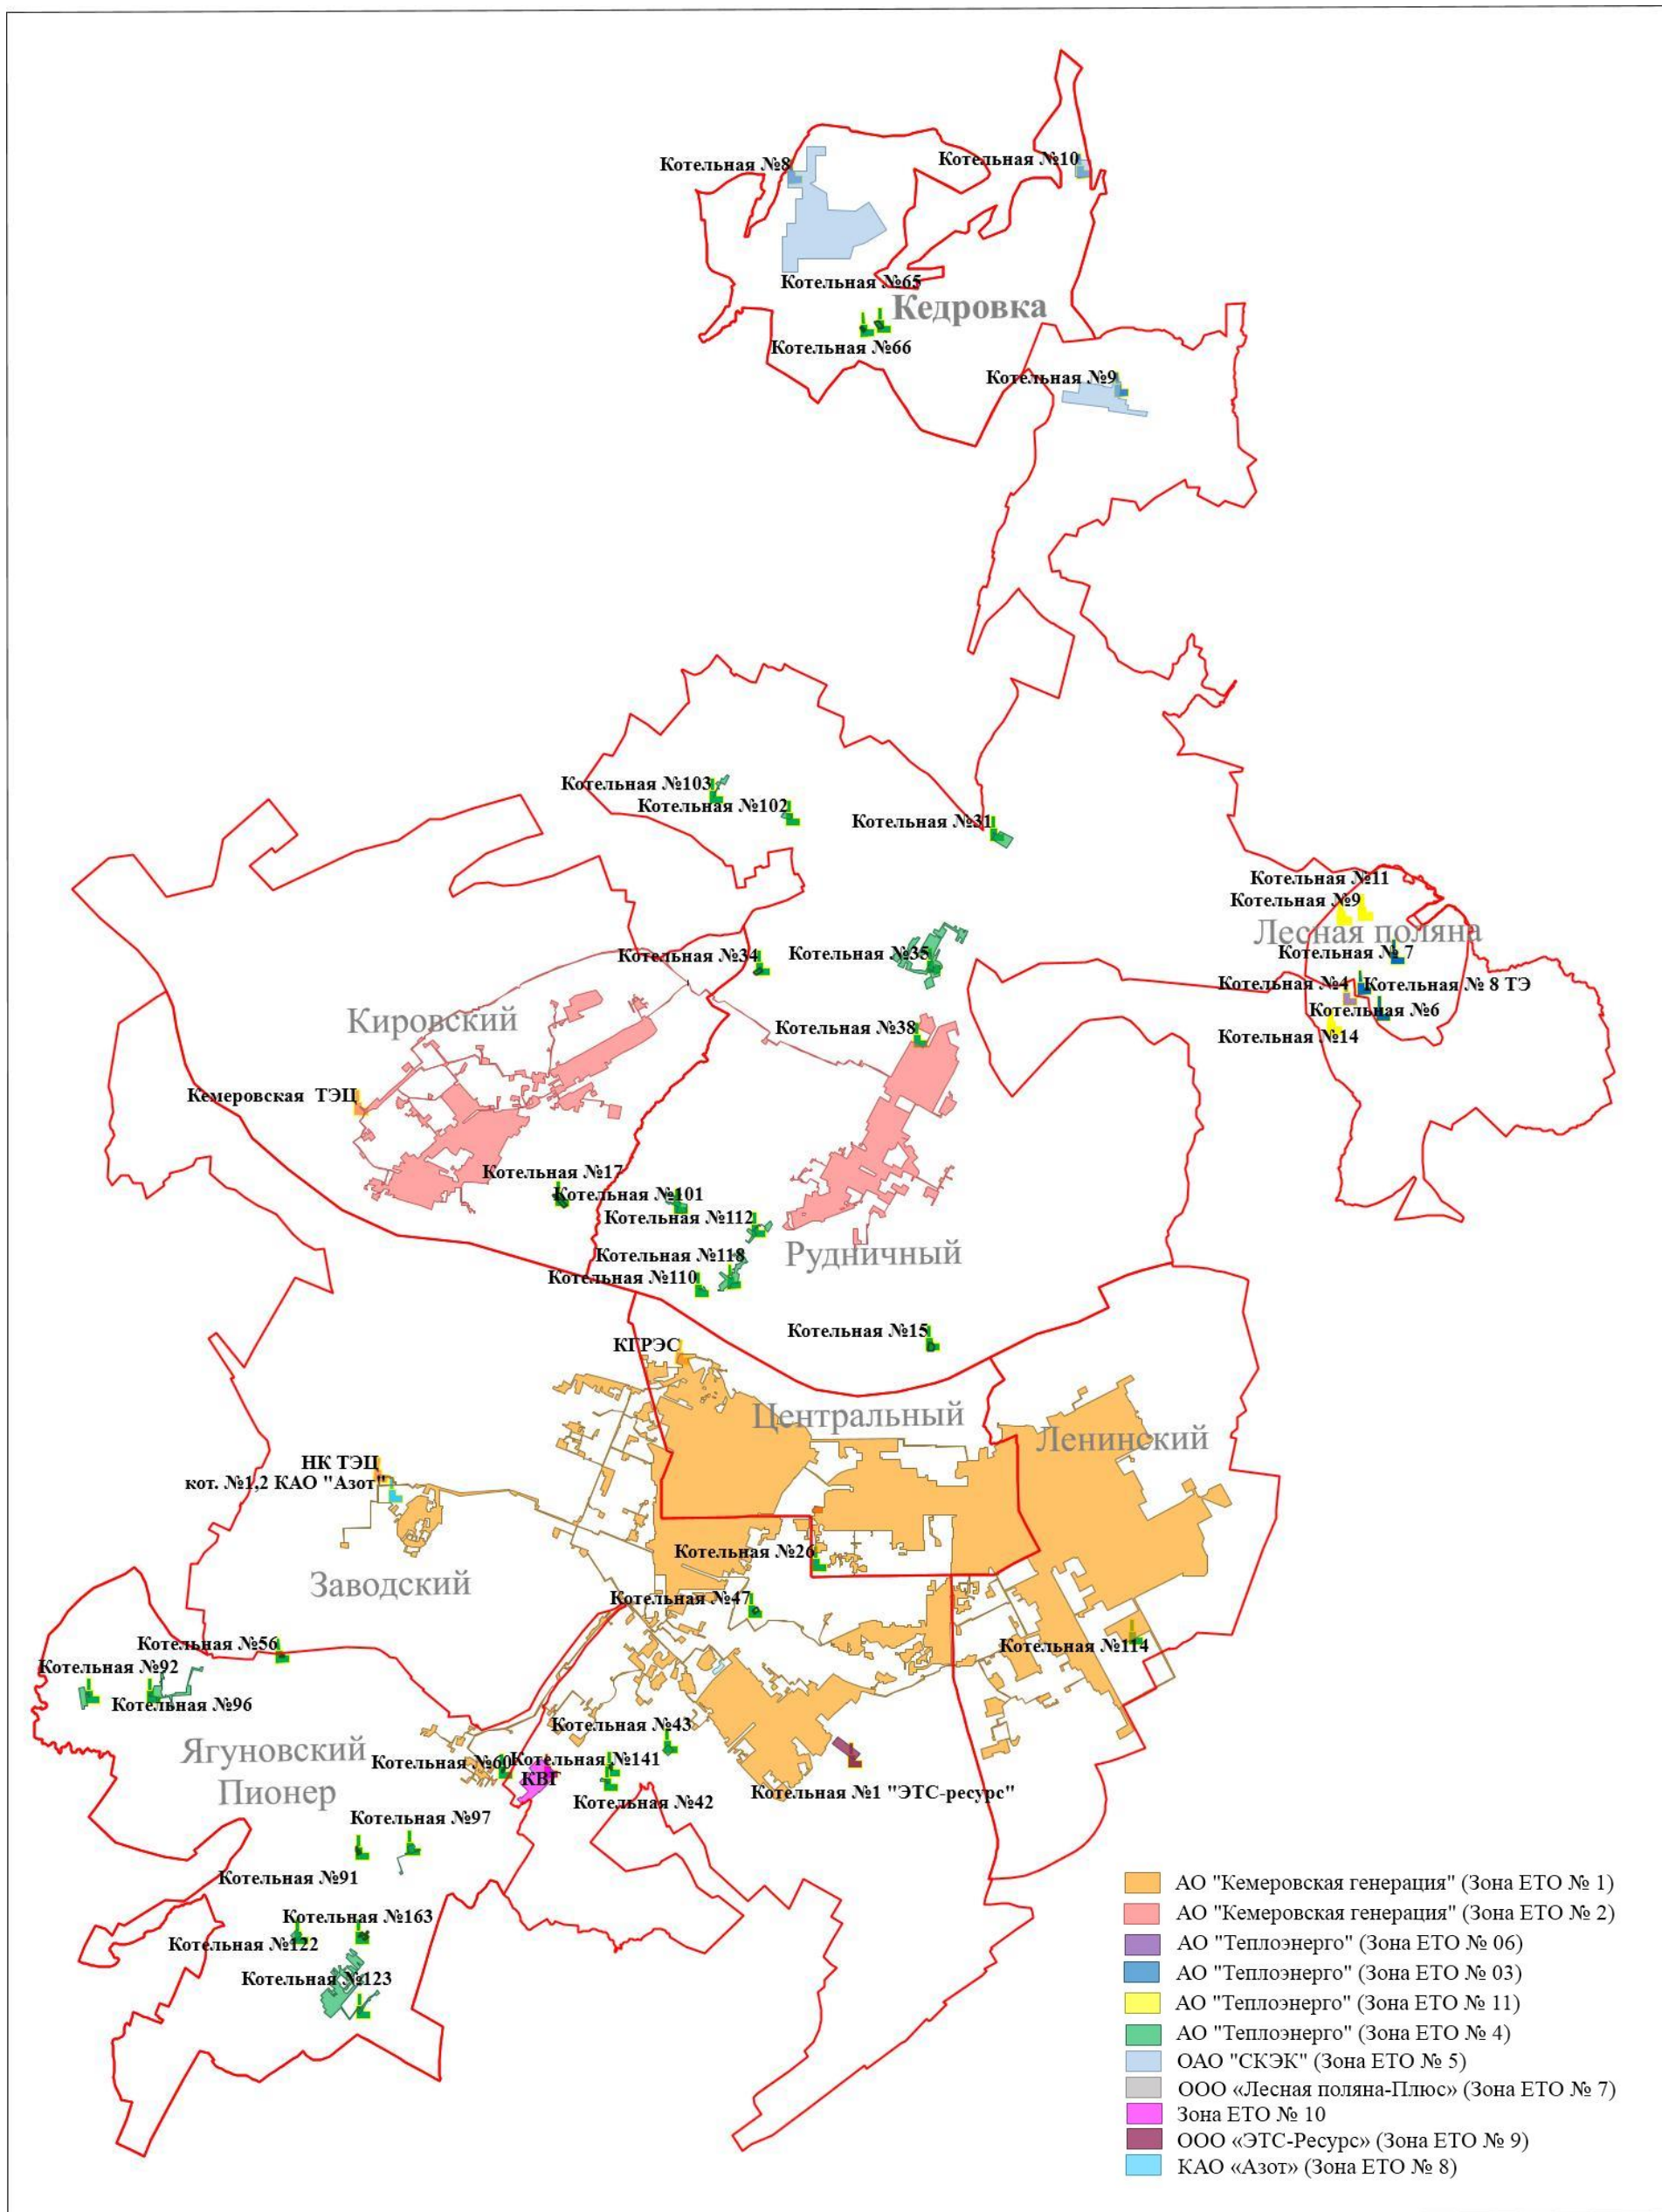 Котельная №8
Котельная №10
Котельная №65
Кедровка
Котельная №66
Котельная №9
Котельная №103
Котельная №102
Котельная №31
Котельная №11
Котельная №9
Лесная поляна
Котельная № 7
Котельная №34
Котельная №35
Котельная №4
Котельная № 8 ТЭ
Котельная №6
Котельная №14
Кировский
Котельная №38
Кемеровская ТЭЦ
Котельная №17
Котельная №101
Котельная №112
Рудничный
Котельная №118
Котельная №110
Котельная №15
КГРЭС
Центральный
Ленинский
НК ТЭЦ
кот. №1,2 КАО "Азот"
Котельная №26
Заводский
Котельная №47
Котельная №56
Котельная №114
Котельная №92
Котельная №96
Котельная №43
Ягуновский
Пионер
Котельная №60
Котельная №141
КВГ
Котельная №1 "ЭТС-ресурс"
Котельная №42
Котельная №97
Котельная №91
Котельная №163
Котельная №122
Котельная №123
АО "Кемеровская генерация" (Зона ЕТО № 1)
АО "Кемеровская генерация" (Зона ЕТО № 2)
АО "Теплоэнерго" (Зона ЕТО № 06)
АО "Теплоэнерго" (Зона ЕТО № 03)
АО "Теплоэнерго" (Зона ЕТО № 11)
АО "Теплоэнерго" (Зона ЕТО № 4)
ОАО "СКЭК" (Зона ЕТО № 5)
ООО «Лесная поляна-Плюс» (Зона ЕТО № 7)
Зона ЕТО № 10
ООО «ЭТС-Ресурс» (Зона ЕТО № 9)
КАО «Азот» (Зона ЕТО № 8)